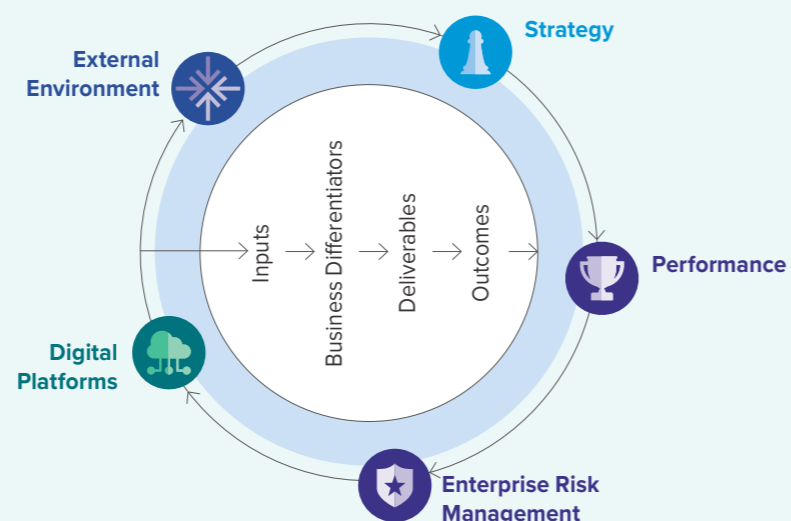 Strategy
External
Environment
Inputs
Business Differentiators
Deliverables
Outcomes
Performance
Digital
Platforms
Enterprise Risk
Management